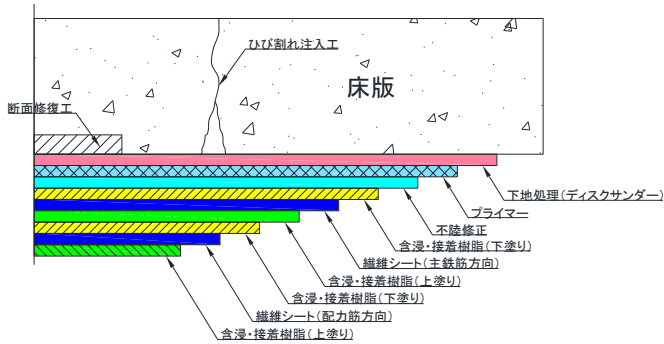 ひび割れ注入工
床版
断面修復工
下地処理(ディスクサンダー)
プライマー
不陸修正
含浸・接着樹脂(下塗り)
繊維シート(主鉄筋方向)
含浸・接着樹脂(上塗り)
含浸・接着樹脂(下塗り)
繊維シート(配力筋方向)
含浸・接着樹脂(上塗り)